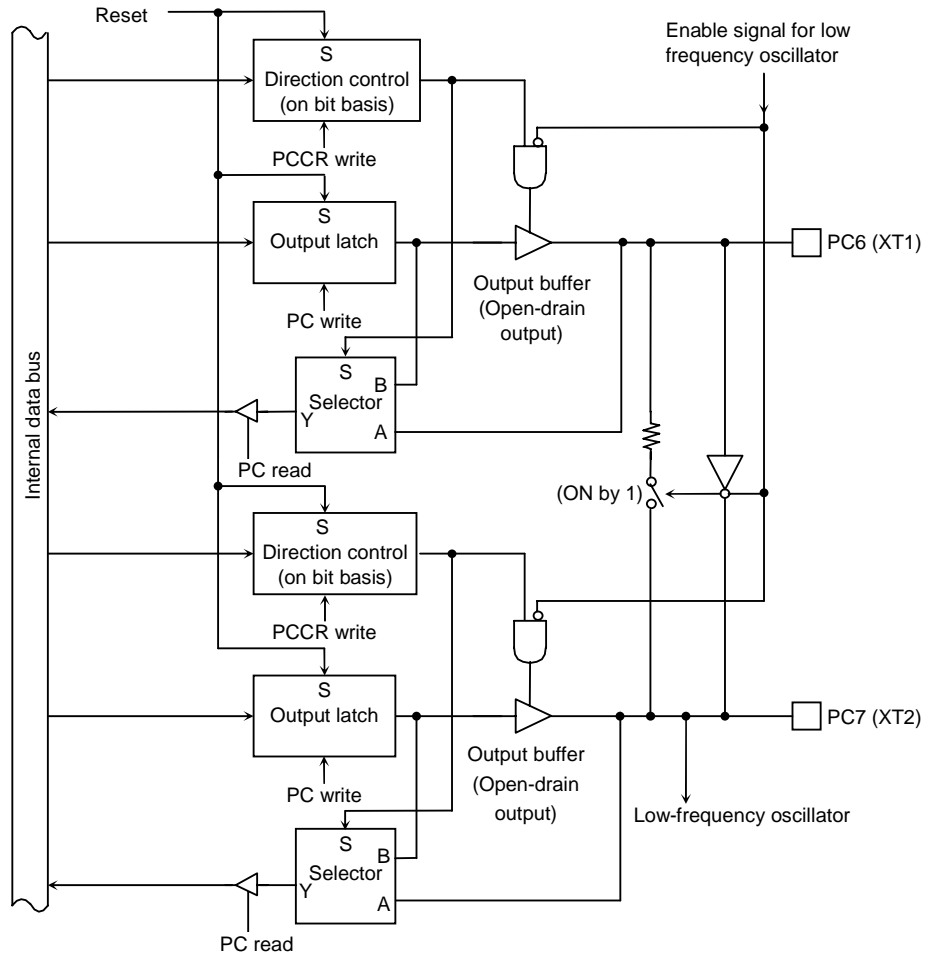 Reset
Enable signal for low
frequency oscillator
S
Direction control
(on bit basis)
PCCR write
S
Output latch
PC write
PC6 (XT1)
Output buffer
(Open-drain
output)
S
B
Selector
Y
A
PC read
Internal data bus
(ON by 1)
S
Direction control
(on bit basis)
PCCR write
S
Output latch
PC write
PC7 (XT2)
Output buffer
(Open-drain
output)
Low-frequency oscillator
S
B
Selector
Y
A
PC read